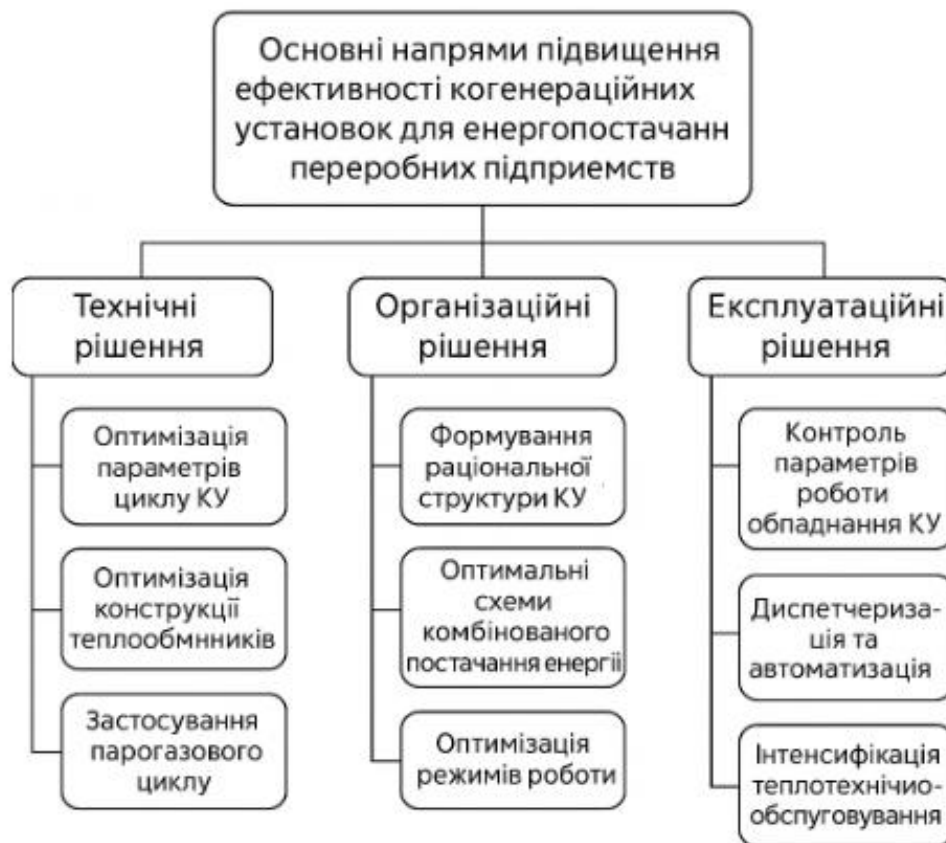 Основні напрями підвищення
ефективності когенераційних
установок для енергопостачанн
переробних підприємств
Технічні
рішення
Оптимізація
параметрів
циклу КУ
Оптимізація
конструкції
теплообмнників
Застосування
парогазового
циклу
Організаційні
рішення
Формування
раціональної
структури КУ
Оптимальні
схеми
комбінованого
постачання енергії
Оптимізація
режимів роботи
Експлуатаційні
рішення
Контроль
параметрів
роботи
обпаднання КУ
Диспетчериза-
ція та
автоматизація
Інтенсифікація
теплотехнічио-
обспуговування